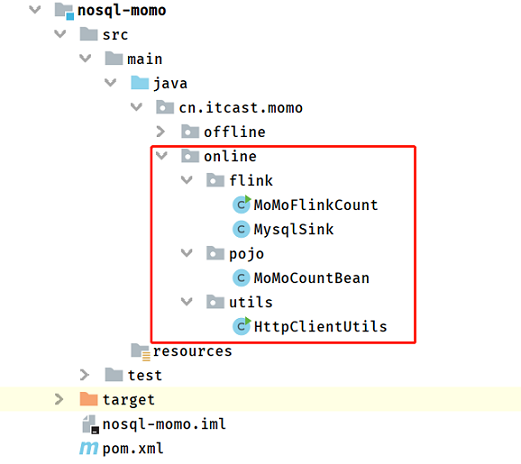 nosql-momo
src
main
java
cn.itcast.momo
offline
online
flink
MoMoFlinkCount
MysqlSink
pojo
MoMoCountBean
utils
HttpClientUtils
resources
test
target
nosql-momo.iml
pom.xml